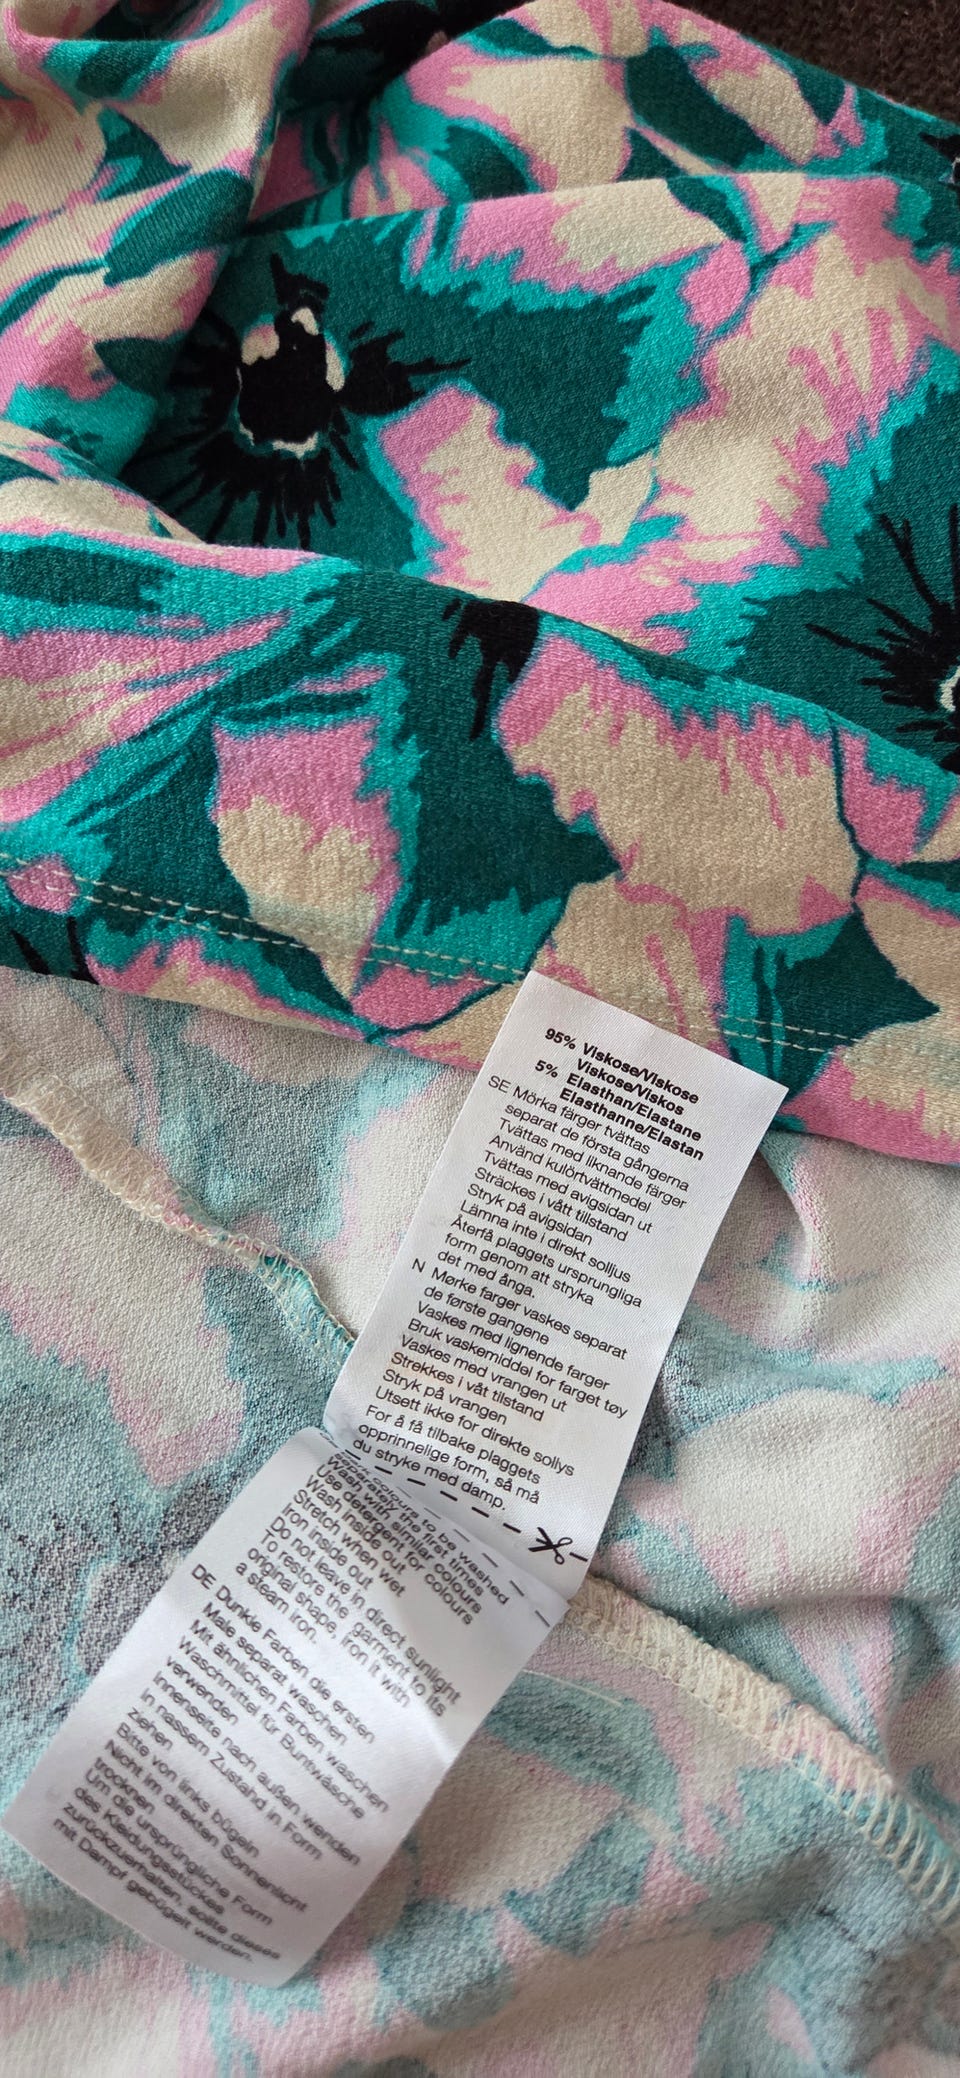 95% Viskose/Viskose
Viskose/Viskos
5% Elasthan/Elastane
Elasthanne/Elastan
SE Mörka färger tvättas
separat de första gångerna
Tvättas med liknande färger
Använd kulörtvättmedel
Tvättas med avigsidan ut
Sträckes i vått tillstand
Stryk på avigsidan
Lämna inte i direkt solljus
Återfå plaggets ursprungliga
form genom att stryka
det med ånga.
N Mørke farger vaskes separat
de første gangene
Vaskes med lignende farger
Bruk vaskemiddel for farget tøy
Vaskes med vrangen ut
Strekkes i våt tilstand
Stryk på vrangen
Utsett ikke for direkte sollys
For å få tilbake plaggets
opprinnelige form, så må
du stryke med damp.
colours to be washed
separately the first times
Wash with similar colours
Use detergent for colours
Wash inside out
Stretch when wet
Iron inside out
Do not leave in direct sunlight
To restore the garment to its
original shape, iron it with
a steam iron.
DE Dunkle Farben die ersten
Male separat waschen
Mit ähnlichen Farben waschen
Waschmittel für Buntwäsche
verwenden
Innenseite nach außen wenden
In nassem Zustand in Form
ziehen
Bitte von links bügeln
Nicht im direkten Sonnenlicht
trocknen
Um die ursprüngliche Form
des Kleidungsstückes
zurückzuerhalten, sollte dieses
mit Dampf gebügelt werden.